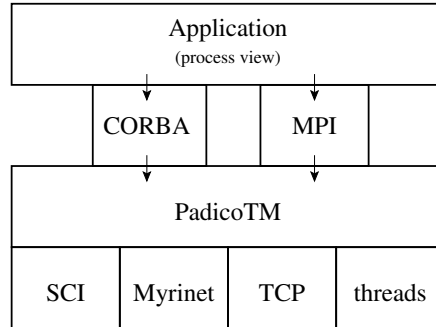 Application
(process view)
CORBA MPI
PadicoTM
SCI Myrinet TCP threads